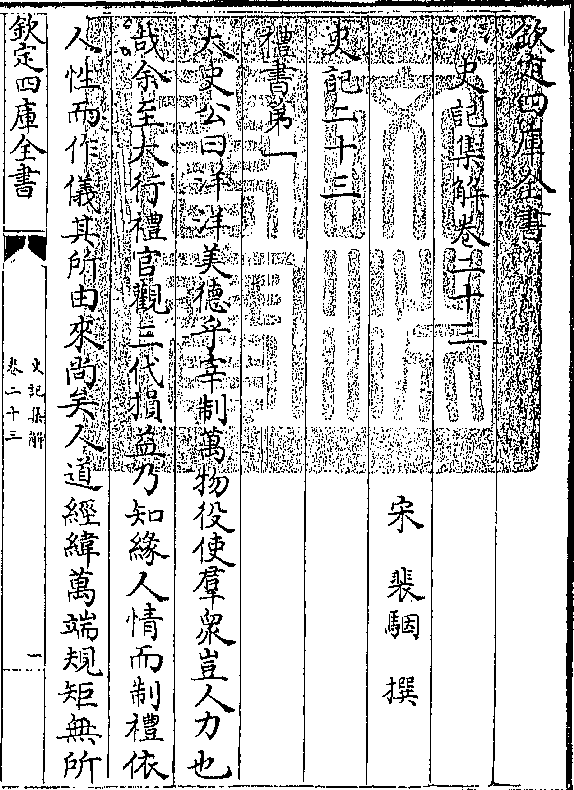 欽定四庫全書
史記集解卷二十三
宋 裴駰 撰
史記二十三
禮書第一
太史公曰洋洋美德乎宰制萬物役使羣衆豈人力也
哉余至大行禮官觀三代損益乃知緣人情而制禮依
人性而作儀其所由來尚矣人道經緯萬端規矩無所
欽定四庫全書
史記集解
卷二十三
一